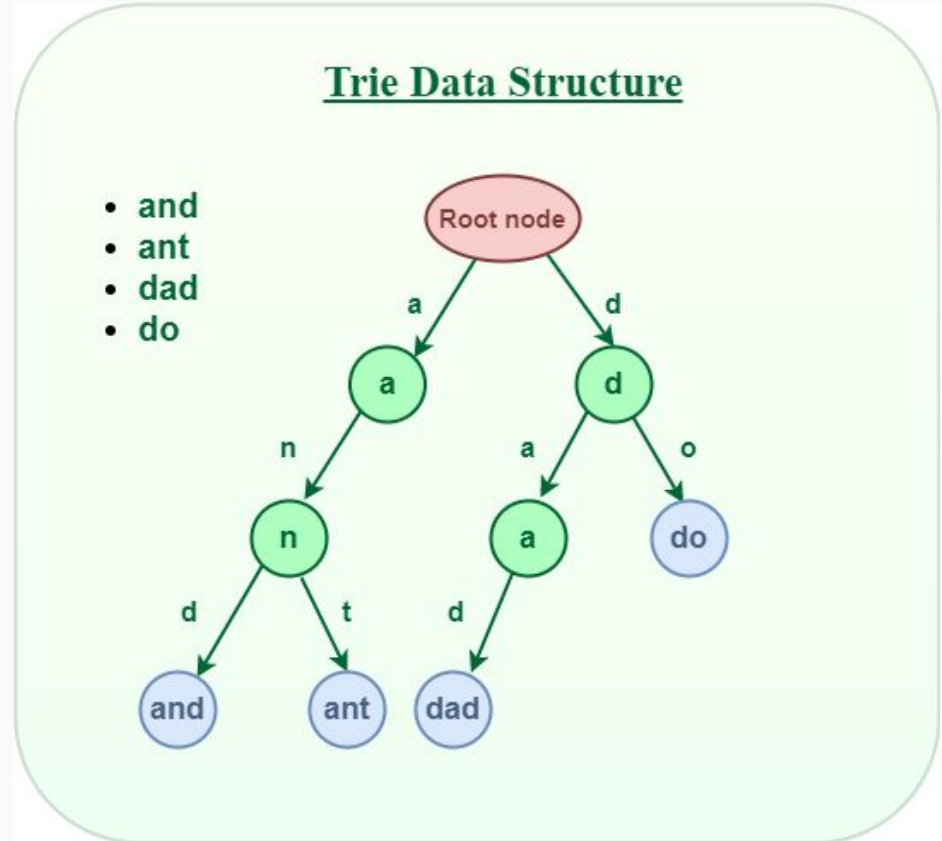 Trie Data Structure
and
ant
dad
do
Root node
a
d
a
d
n
a
o
n
a
do
d
t
d
and
ant
dad